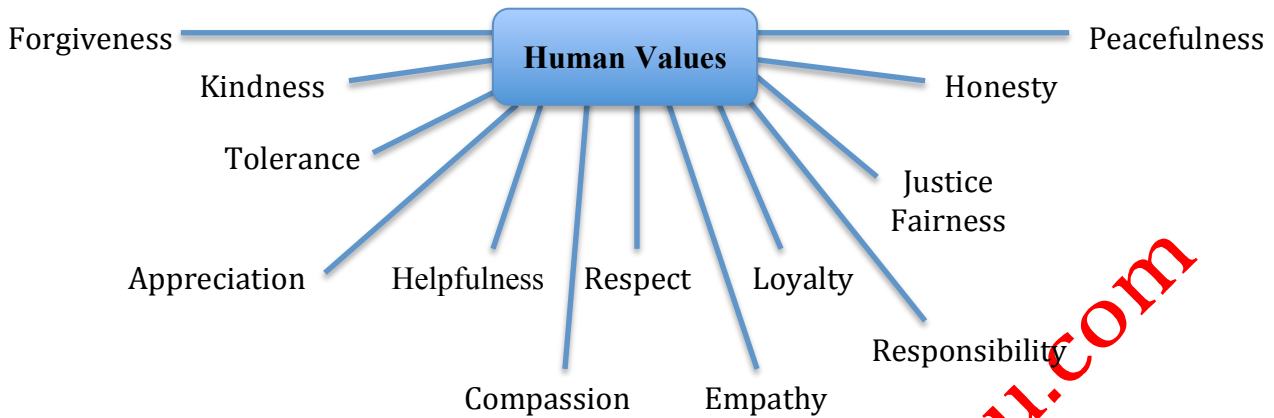 Human Values
Forgiveness
Peacefulness
Kindness
Honesty
Tolerance
Justice
Fairness
Appreciation
Helpfulness
Respect
Loyalty
Responsibility
Compassion
Empathy
u.com